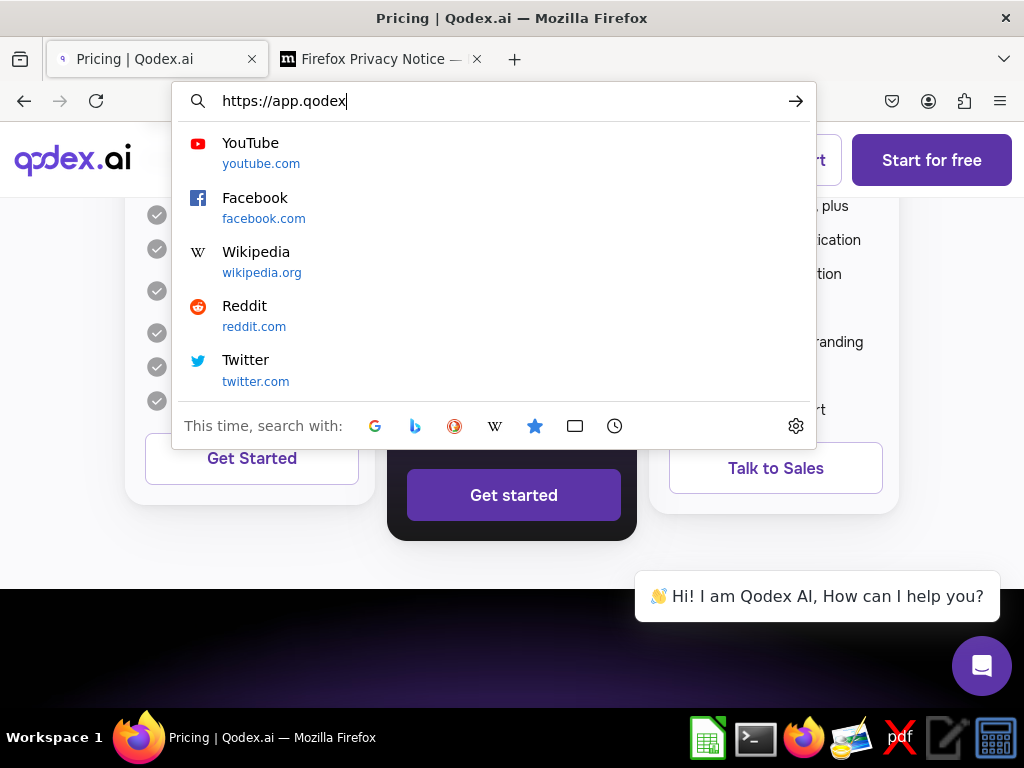 Pricing | Qodex.ai — Mozilla Firefox
Pricing | Qodex.ai
Firefox Privacy Notice —
https://app.qodex
YouTube
youtube.com
Facebook
facebook.com
Wikipedia
wikipedia.org
Reddit
reddit.com
Twitter
twitter.com
This time, search with:
qodex.ai
rt
Start for free
plus
ication
tion
randing
rt
Get Started
Get started
Talk to Sales
👋 Hi! I am Qodex AI, How can I help you?
Workspace 1
Pricing | Qodex.ai — Mozilla Firefox
pdf